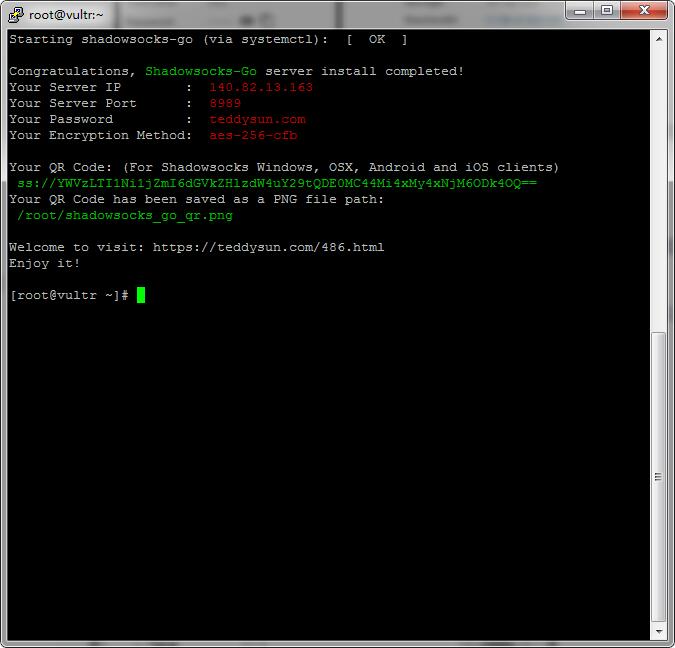 root@vultr:~
Starting shadowsocks-go (via systemctl):  [  OK  ]
Congratulations, Shadowsocks-Go server install completed!
Your Server IP        :  140.82.13.163
Your Server Port      :  8989
Your Password         :  teddysun.com
Your Encryption Method:  aes-256-cfb
Your QR Code: (For Shadowsocks Windows, OSX, Android and iOS clients)
ss://YWVzLTI1Ni1jZmI6dGVkZHlzdW4uY29tQDE0MC44Mi4xMy4xNjM6ODk4OQ==
Your QR Code has been saved as a PNG file path:
/root/shadowsocks_go_qr.png
Welcome to visit: https://teddysun.com/486.html
Enjoy it!
[root@vultr ~]#